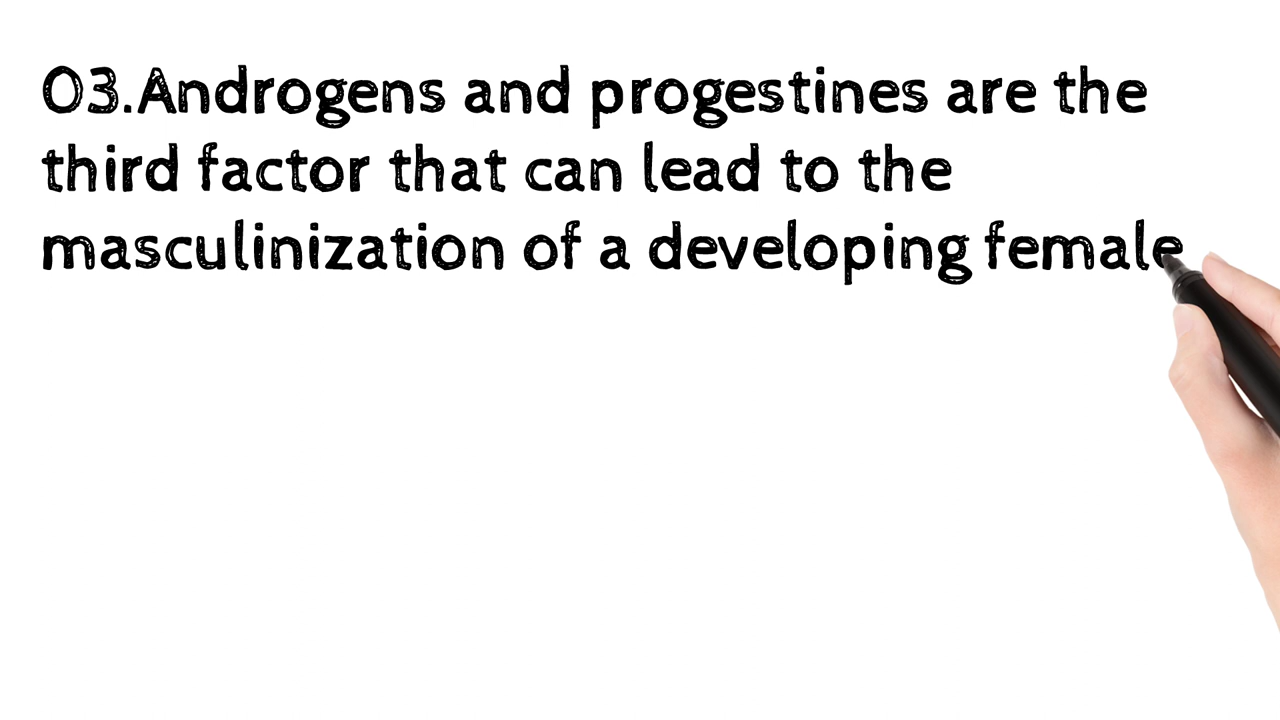 03.Androgens and progestines are the
third factor that can lead to the
masculinization of a developing female